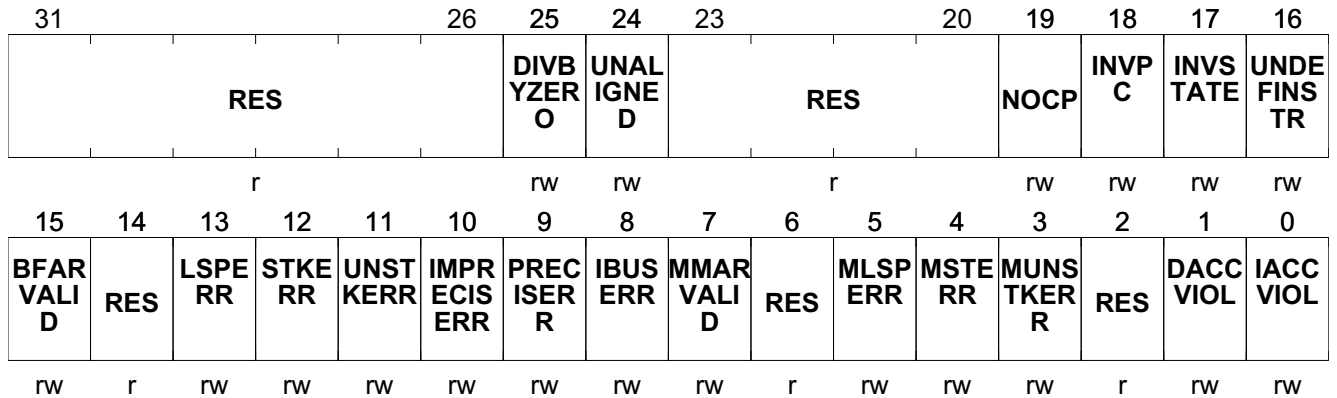 31 26 25 24 23 20 19 18 17 16
RES DIVB YZER O UNAL IGNE D RES NOCP INVP C INVS TATE UNDE FINS TR
r rw rw r rw rw rw rw
15 14 13 12 11 10 9 8 7 6 5 4 3 2 1 0
BFAR VALI D RES LSPE RR STKE RR UNST KERR IMPR ECIS ERR PREC ISER R IBUS ERR MMAR VALI D RES MLSP ERR MSTE RR MUNS TKER R RES DACC VIOL IACC VIOL
rw r rw rw rw rw rw rw rw r rw rw rw r rw rw